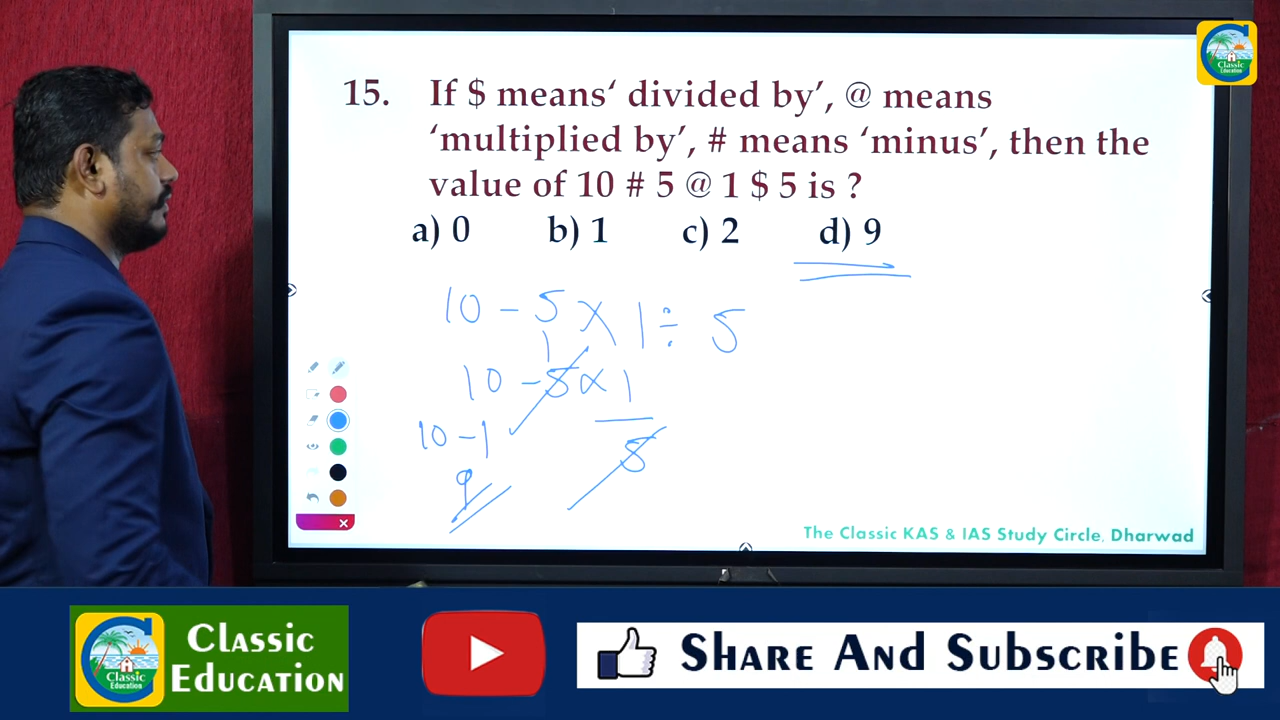 15. If $ means‘ divided by’, @ means
‘multiplied by’, # means ‘minus’, then the
value of 10 # 5 @ 1 $ 5 is ?
a) 0 b) 1 c) 2 d) 9
10 - 5 × 1 ÷ 5
1
10 - 5 × 1
5
10 - 1
9
The Classic KAS & IAS Study Circle, Dharwad
Classic
Education
Classic
Education
Classic
Education
SHARE AND SUBSCRIBE